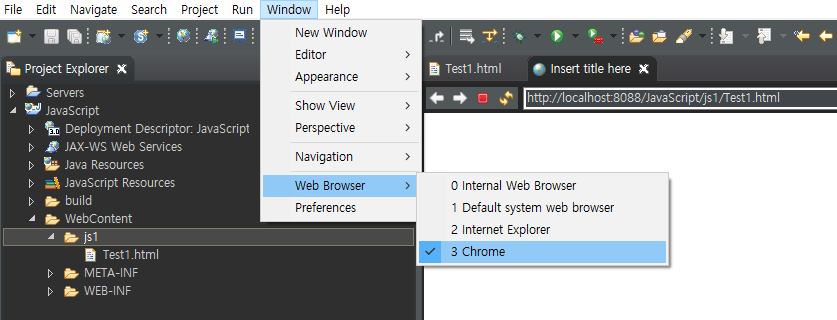 File Edit Navigate Search Project Run Window Help
Project Explorer
Servers
JavaScript
Deployment Descriptor: JavaScript
JAX-WS Web Services
Java Resources
JavaScript Resources
build
WebContent
js1
Test1.html
META-INF
WEB-INF
New Window
Editor
Appearance
Show View
Perspective
Navigation
Web Browser
Preferences
0 Internal Web Browser
1 Default system web browser
2 Internet Explorer
3 Chrome
Test1.html
Insert title here
http://localhost:8088/JavaScript/js1/Test1.html